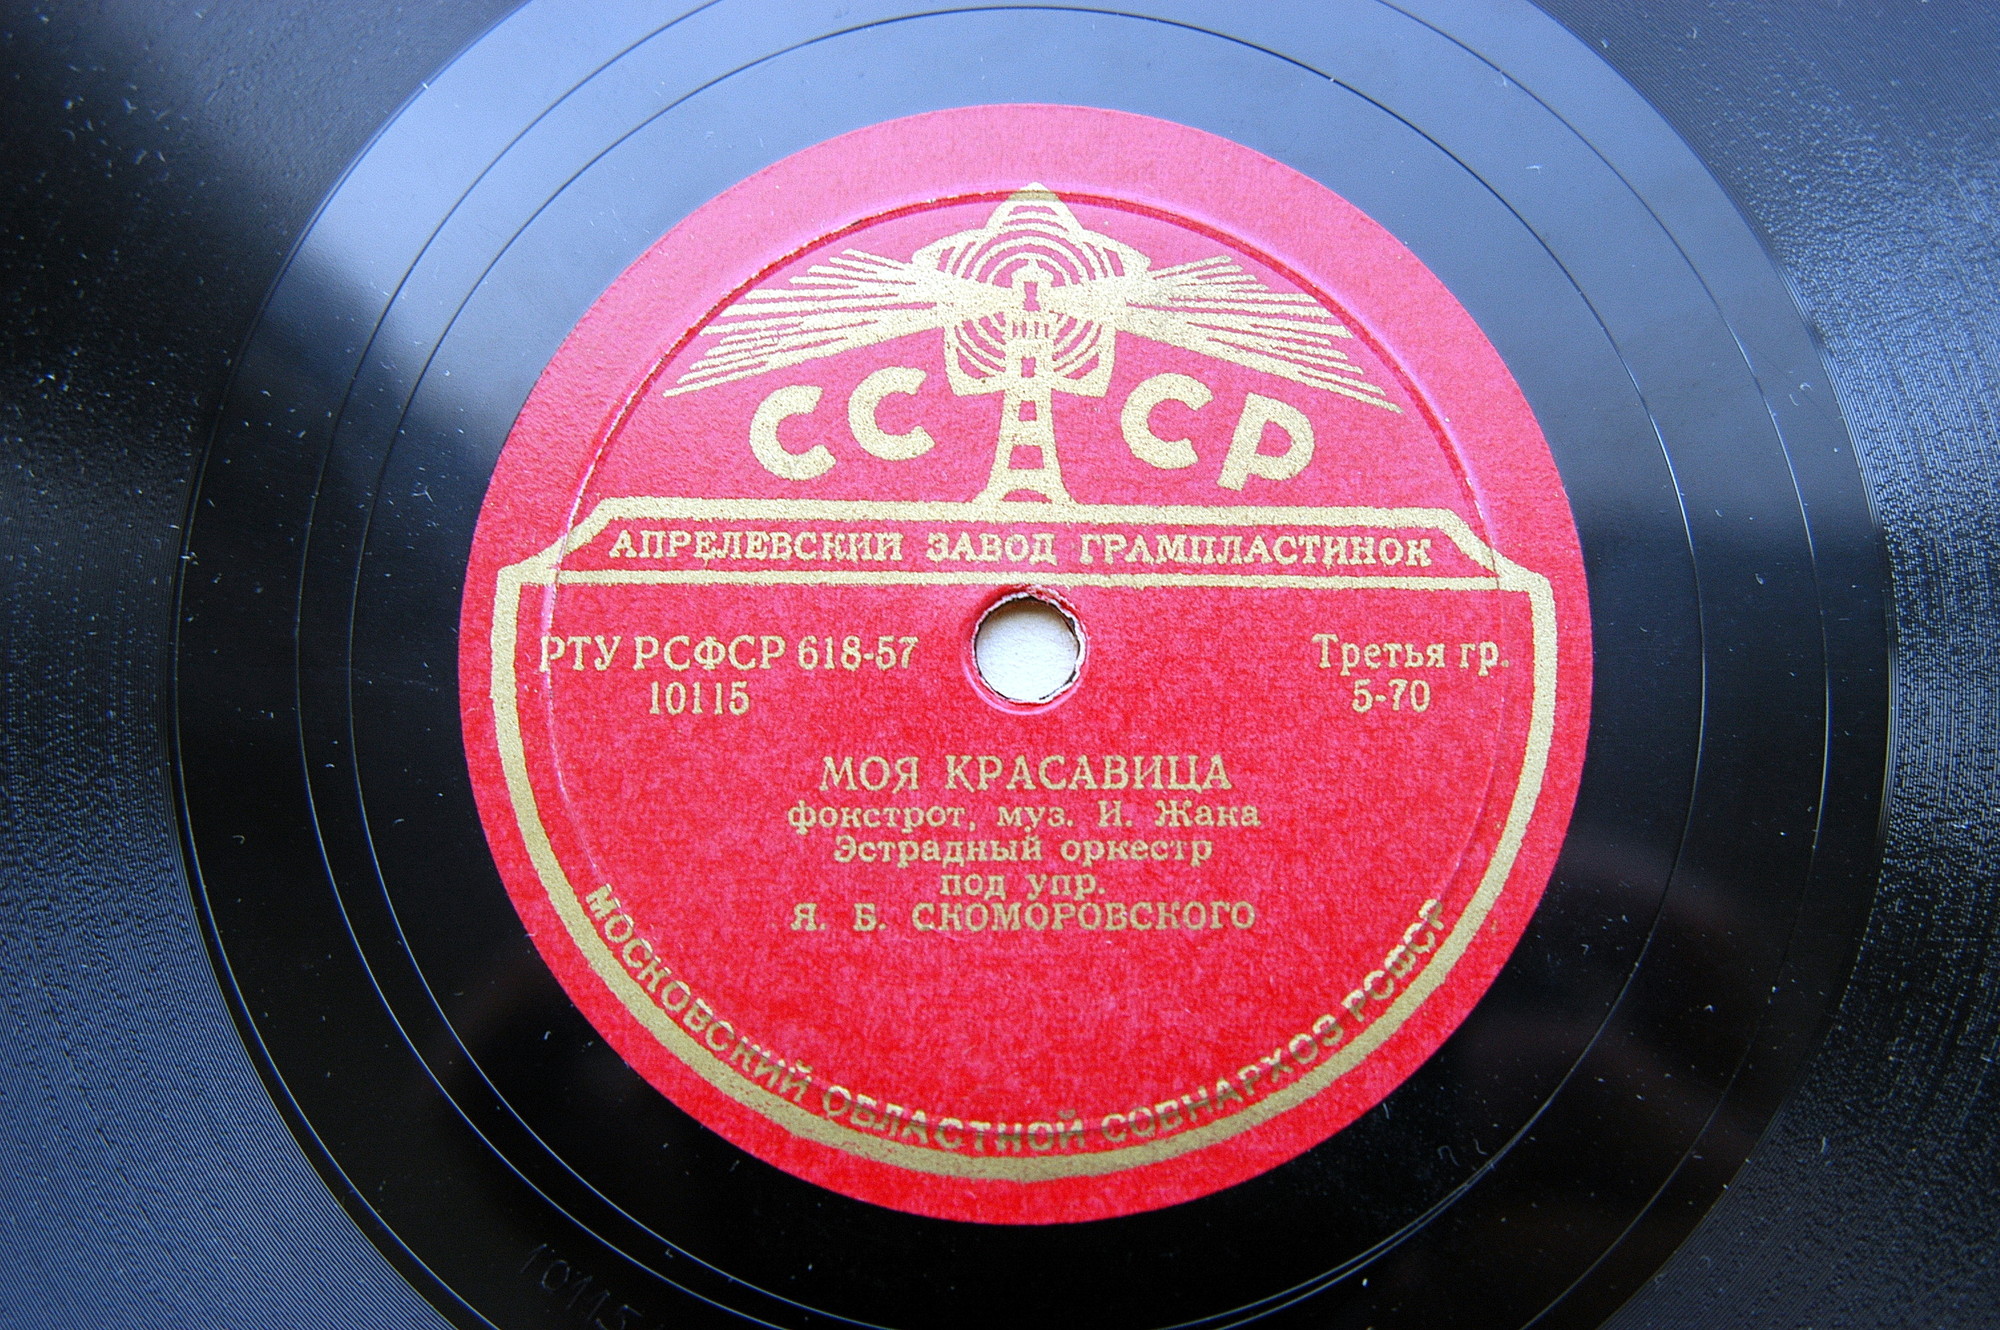 СССР
АПРЕЛЕВСКИЙ ЗАВОД ГРАМПЛАСТИНОК
РТУ РСФСР 618-57
10115
Третья гр.
5-70
МОЯ КРАСАВИЦА
фокстрот, муз. И. Жака
Эстрадный оркестр
под упр.
Я. Б. СКОМОРОВСКОГО
МОСКОВСКИЙ ОБЛАСТНОЙ СОВНАРХОЗ РСФСР
10115